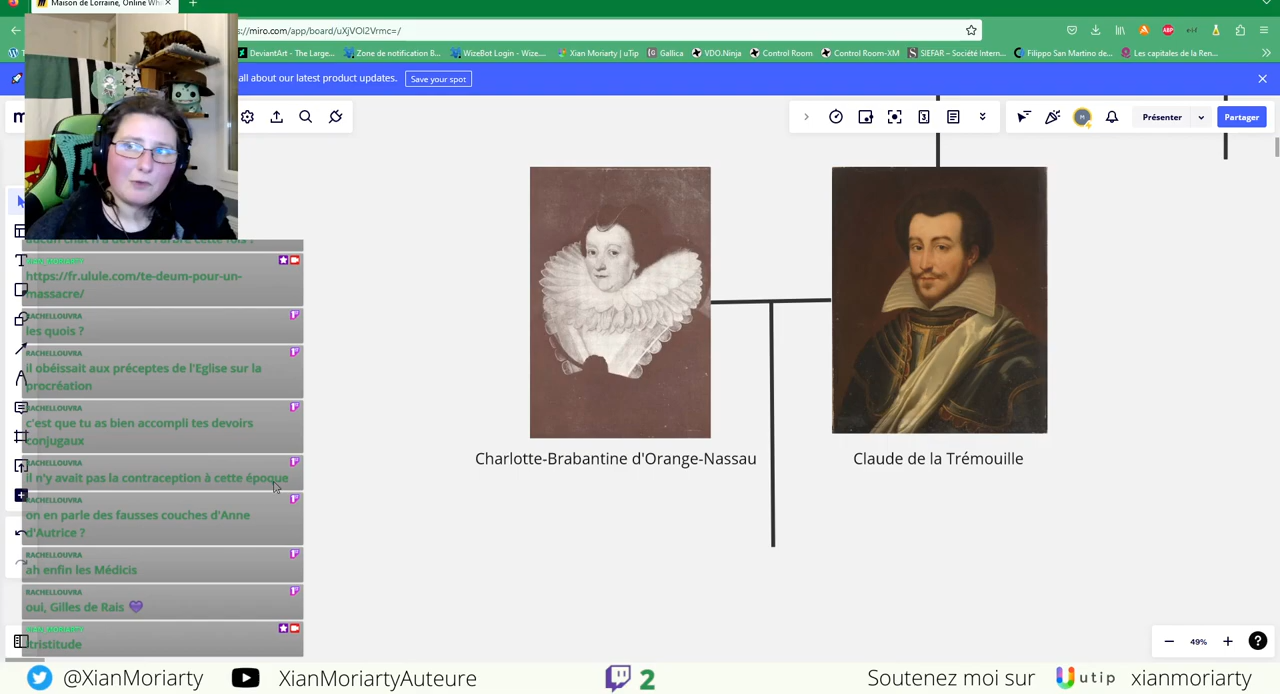 Maison de Lorraine, Online Wh
×
+
s://miro.com/app/board/uXjVOl2Vrmc=/
DeviantArt - The Large...
Zone de notification B...
WizeBot Login - Wize....
Xian Moriarty | uTip
Gallica
VDO.Ninja
Control Room
Control Room-XM
SIEFAR – Société Intern...
Filippo San Martino de...
Les capitales de la Ren...
all about our latest product updates.
Save your spot
Présenter
Partager
https://fr.ulule.com/te-deum-pour-un-
massacre/
RACHELLOUVRA
les quois ?
RACHELLOUVRA
il obéissait aux préceptes de l'Eglise sur la
procréation
RACHELLOUVRA
c'est que tu as bien accompli tes devoirs
conjugaux
RACHELLOUVRA
il n'y avait pas la contraception à cette époque
RACHELLOUVRA
on en parle des fausses couches d'Anne
d'Autrice ?
RACHELLOUVRA
ah enfin les Médicis
RACHELLOUVRA
oui, Gilles de Rais 💜
tristitude
Charlotte-Brabantine d'Orange-Nassau
Claude de la Trémouille
49%
@XianMoriarty
XianMoriartyAuteure
2
Soutenez moi sur
utip
xianmoriarty